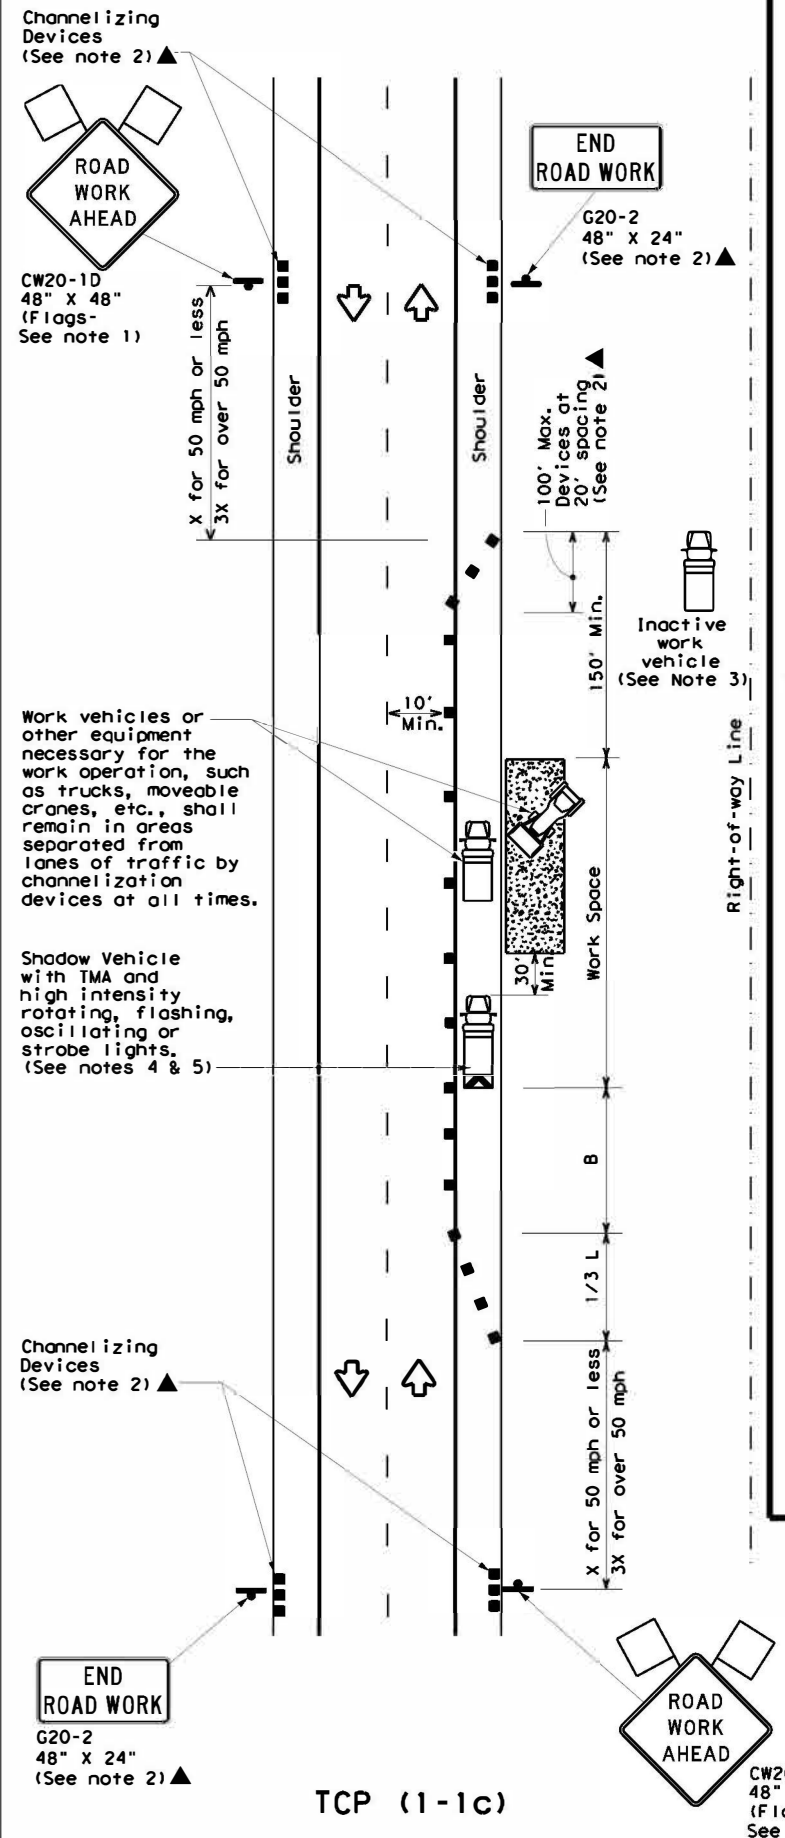 Channelizing
Devices
(See note 2)▲
ROAD
WORK
AHEAD
CW20-1D
48" X 48"
(Flags-
See note 1)
END
ROAD WORK
G20-2
48" X 24"
(See note 2)▲
X for 50 mph or less
3X for over 50 mph
Shoulder
Shoulder
100' Max.
Devices at
20' spacing
(See note 2)▲
150' Min.
Inactive
work
vehicle
(See Note 3)
10'
Min.
Right-of-way Line
Work vehicles or
other equipment
necessary for the
work operation, such
as trucks, moveable
cranes, etc., shall
remain in areas
separated from
lanes of traffic by
channelization
devices at all times.
Work Space
30'
Min.
Shadow Vehicle
with TMA and
high intensity
rotating, flashing,
oscillating or
strobe lights.
(See notes 4 & 5)
B
1/3 L
Channelizing
Devices
(See note 2)▲
X for 50 mph or less
3X for over 50 mph
END
ROAD WORK
G20-2
48" X 24"
(See note 2)▲
ROAD
WORK
AHEAD
CW20
48"
(Fla
See
TCP (1-1c)